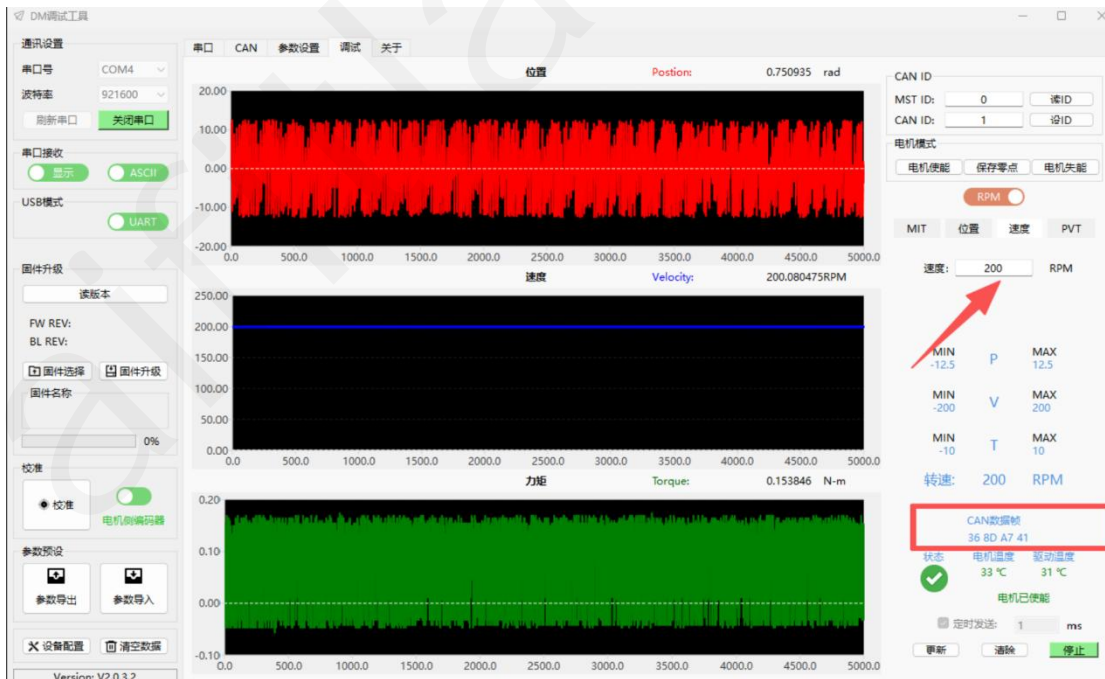 DM调试工具
通讯设置
串口号 COM4
波特率 921600
刷新串口 关闭串口
串口接收
显示 ASCII
USB模式
UART
固件升级
读版本
FW REV:
BL REV:
固件选择 固件升级
固件名称
0%
校准
校准
电机侧编码器
参数预设
参数导出 参数导入
设备配置 清空数据
Version: V2.0.3.2
串口 CAN 参数设置 调试 关于
位置 Postion: 0.750935 rad
20.00
10.00
0.00
-10.00
-20.00
0.0 500.0 1000.0 1500.0 2000.0 2500.0 3000.0 3500.0 4000.0 4500.0 5000.0
速度 Velocity: 200.080475RPM
250.00
200.00
150.00
100.00
50.00
0.00
0.0 500.0 1000.0 1500.0 2000.0 2500.0 3000.0 3500.0 4000.0 4500.0 5000.0
力矩 Torque: 0.153846 N-m
0.20
0.10
0.00
-0.10
0.0 500.0 1000.0 1500.0 2000.0 2500.0 3000.0 3500.0 4000.0 4500.0 5000.0
CAN ID
MST ID: 0 读ID
CAN ID: 1 设ID
电机模式
电机使能 保存零点 电机失能
RPM
MIT 位置 速度 PVT
速度: 200 RPM
MIN P MAX
-12.5 12.5
MIN V MAX
-200 200
MIN T MAX
-10 10
转速: 200 RPM
CAN数据帧
36 8D A7 41
状态 电机温度 驱动温度
33 ℃ 31 ℃
电机已使能
定时发送: 1 ms
更新 清除 停止